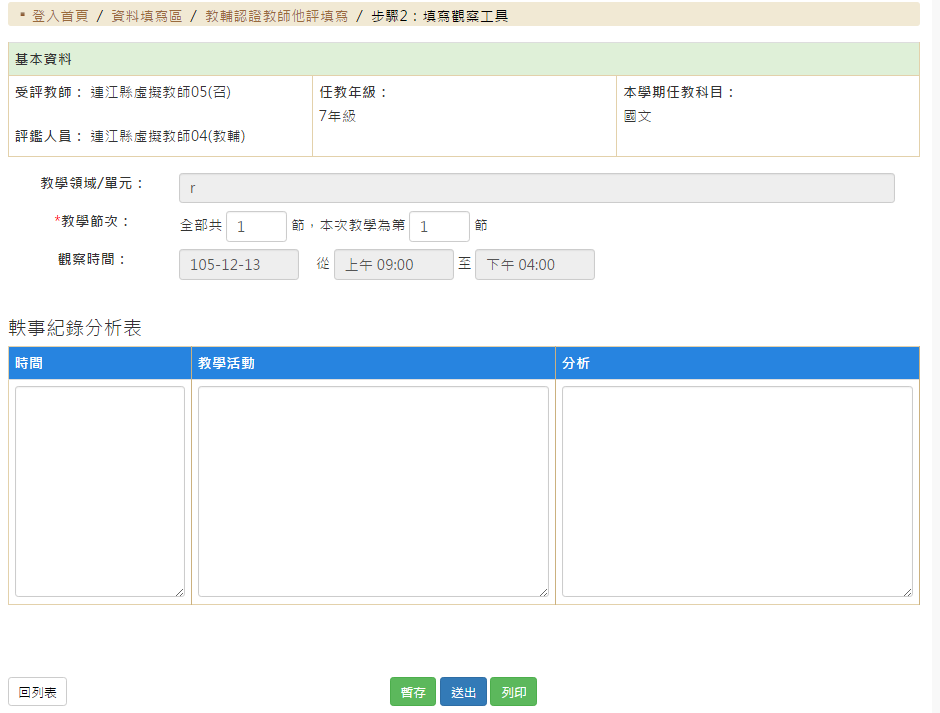 ▪ 登入首頁 / 資料填寫區 / 教輔認證教師他評填寫 / 步驟2：填寫觀察工具
基本資料
受評教師： 連江縣虛擬教師05(召)
評鑑人員： 連江縣虛擬教師04(教輔)
任教年級：
7年級
本學期任教科目：
國文
教學領域/單元： r
*教學節次： 全部共 1 節，本次教學為第 1 節
觀察時間： 105-12-13 從 上午 09:00 至 下午 04:00
軼事紀錄分析表
時間 教學活動 分析
回列表 暫存 送出 列印